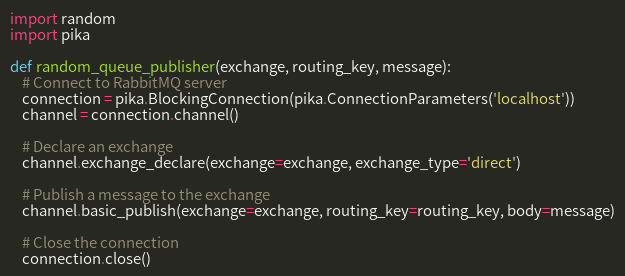 import random
import pika

def random_queue_publisher(exchange, routing_key, message):
    # Connect to RabbitMQ server
    connection = pika.BlockingConnection(pika.ConnectionParameters('localhost'))
    channel = connection.channel()

    # Declare an exchange
    channel.exchange_declare(exchange=exchange, exchange_type='direct')

    # Publish a message to the exchange
    channel.basic_publish(exchange=exchange, routing_key=routing_key, body=message)

    # Close the connection
    connection.close()